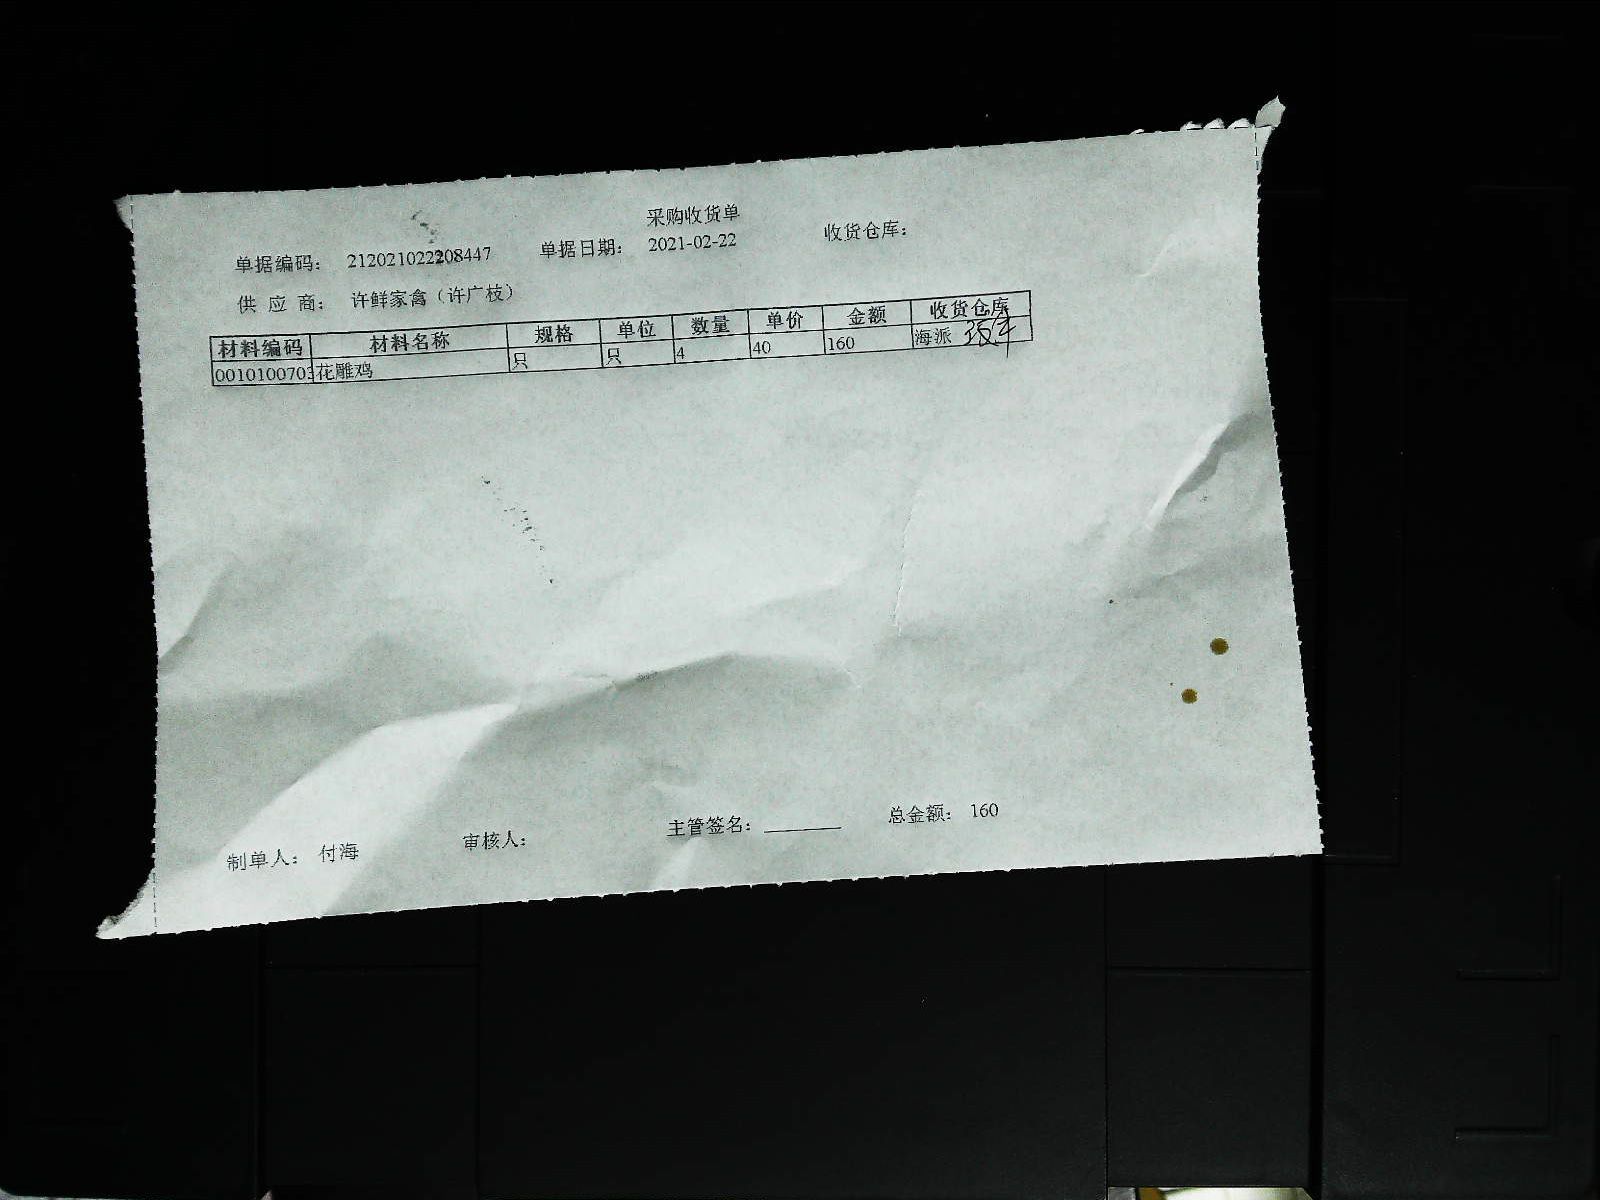 采购收货单
单据编码： 212021022208447 单据日期： 2021-02-22 收货仓库：
供 应 商： 许鲜家禽（许广枝）
材料编码 材料名称 规格 单位 数量 单价 金额 收货仓库
0010100703 花雕鸡 只 只 4 40 160 海派
制单人： 付海 审核人： 主管签名：________ 总金额： 160